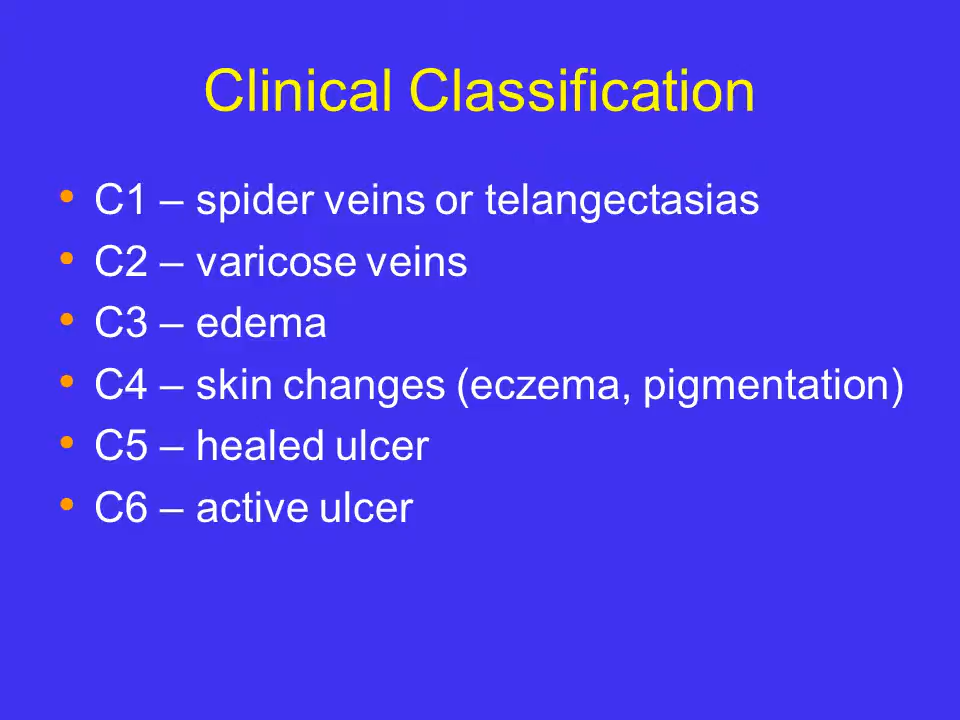 Clinical Classification
• C1 – spider veins or telangectasias
• C2 – varicose veins
• C3 – edema
• C4 – skin changes (eczema, pigmentation)
• C5 – healed ulcer
• C6 – active ulcer